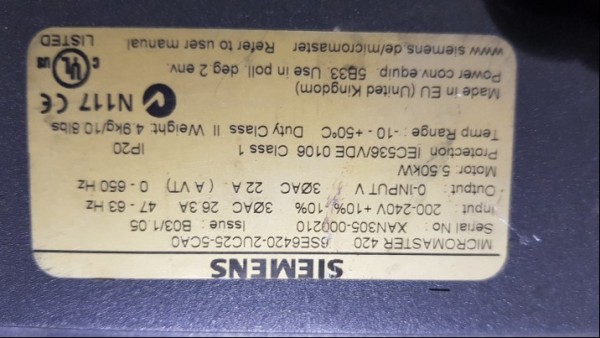 SIEMENS
MICROMASTER 420 6SE6420-2UC25-5CA0
Serial No : XAN305-000210 Issue : B03/1.05
Input : 200-240V +10% -10% 3ØAC 26.3A 47 - 63 Hz
Output : 0-INPUT V 3ØAC 22 A. (A VT) 0 - 650 Hz
Motor: 5.50kW IP20
Protection IEC536/VDE 0106 Class 1
Temp Range : -10 - +50°C Duty Class II Weight: 4.9kg/10.8lbs
Made in EU (United Kingdom)
N117 CE
Power conv.equip. 5B33. Use in poll. deg 2 env.
www.siemens.de/micromaster Refer to user manual
C UL US
LISTED